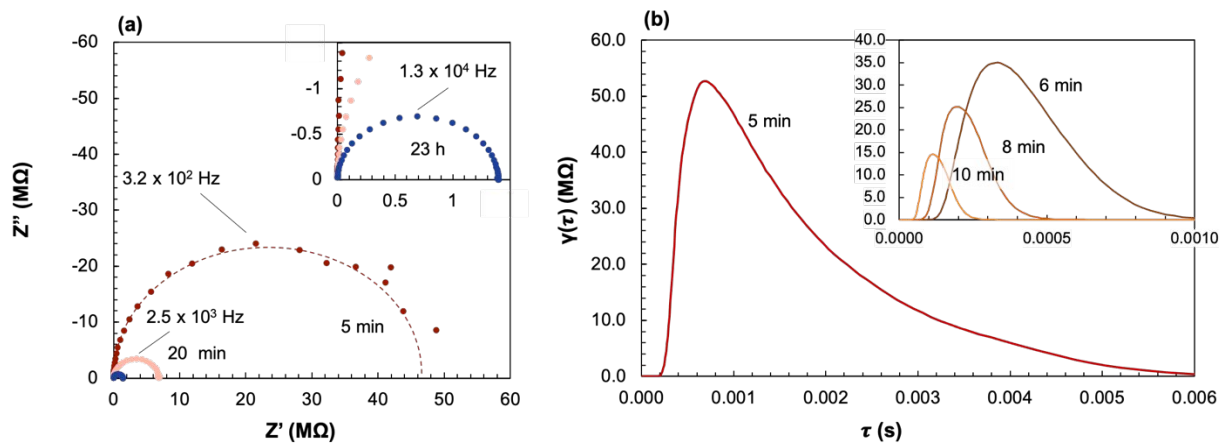 (a)
-60
-50
-40
-30
-20
-10
0
0
10
20
30
40
50
60
Z'' (MΩ)
Z' (MΩ)
3.2 x 10² Hz
2.5 x 10³ Hz
20 min
5 min
-1
-0.5
0
0
0.5
1
1.3 x 10⁴ Hz
23 h
(b)
60.0
50.0
40.0
30.0
20.0
10.0
0.0
0.000
0.001
0.002
0.003
0.004
0.005
0.006
γ(τ) (MΩ)
τ (s)
5 min
40.0
35.0
30.0
25.0
20.0
15.0
10.0
5.0
0.0
0.0000
0.0005
0.0010
6 min
8 min
10 min